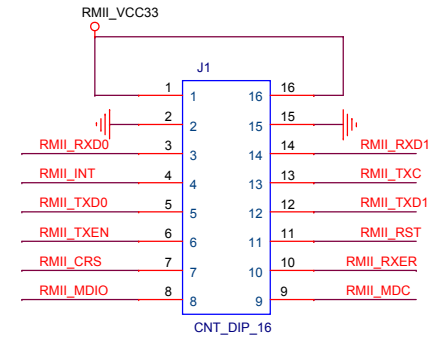 RMII_VCC33
J1
1 1 16 16
2 2 15 15
RMII_RXD0 3 3 14 14 RMII_RXD1
RMII_INT 4 4 13 13 RMII_TXC
RMII_TXD0 5 5 12 12 RMII_TXD1
RMII_TXEN 6 6 11 11 RMII_RST
RMII_CRS 7 7 10 10 RMII_RXER
RMII_MDIO 8 8 9 9 RMII_MDC
CNT_DIP_16